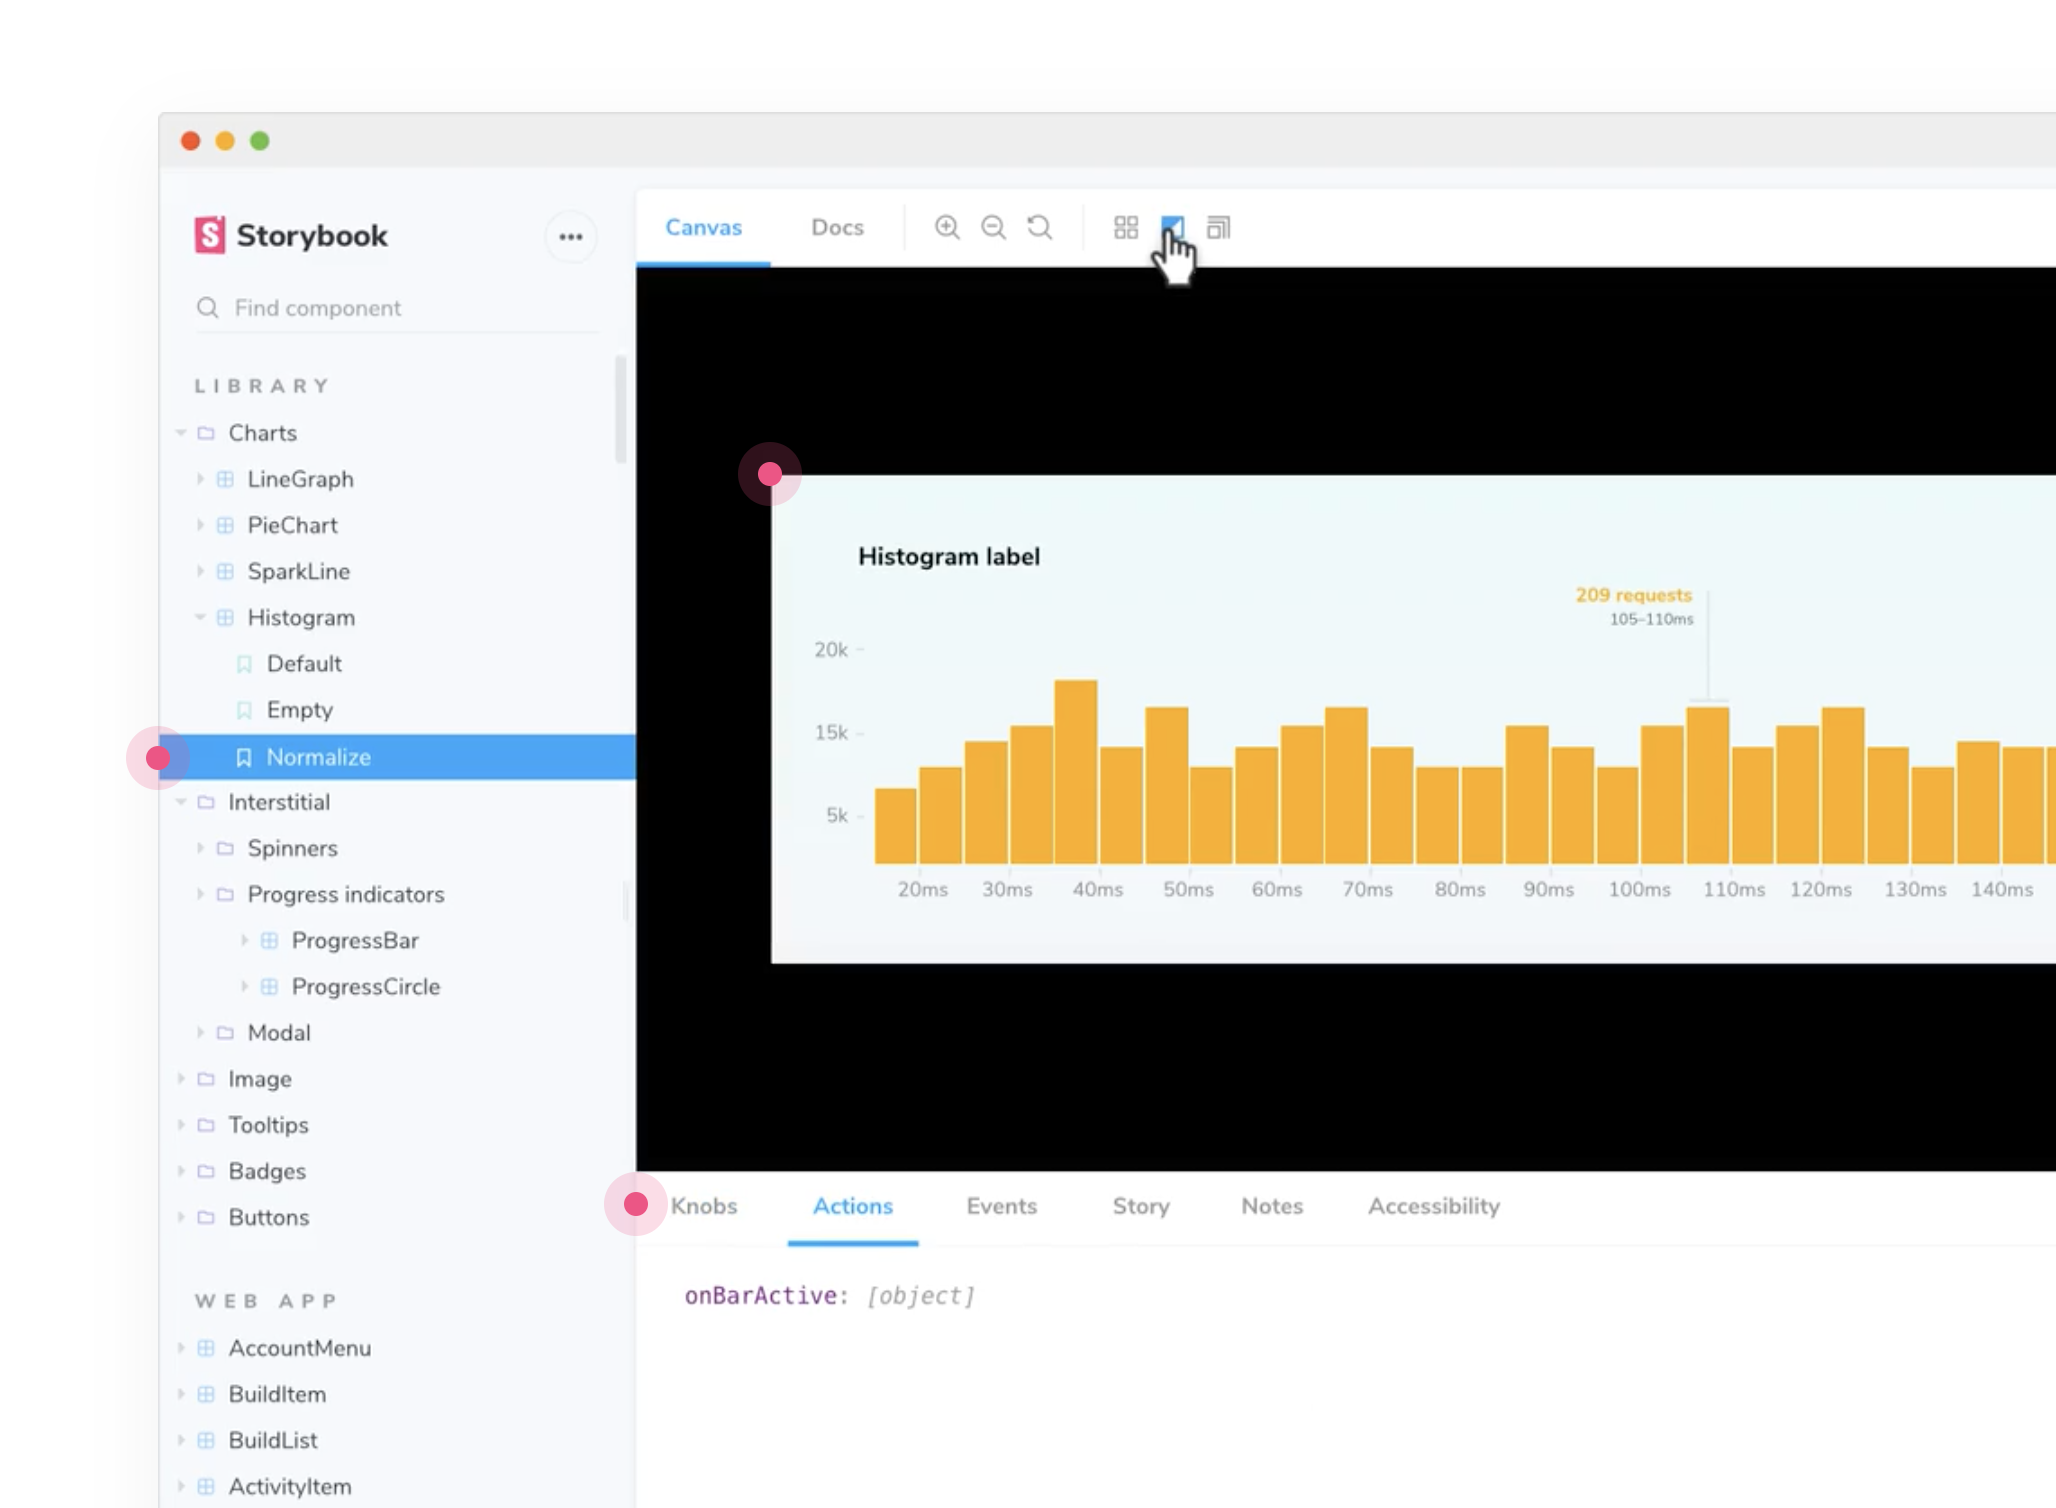 Storybook
Find component
LIBRARY
Charts
LineGraph
PieChart
SparkLine
Histogram
Default
Empty
Normalize
Interstitial
Spinners
Progress indicators
ProgressBar
ProgressCircle
Modal
Image
Tooltips
Badges
Buttons
WEB APP
AccountMenu
BuildItem
BuildList
ActivityItem
Canvas Docs
Histogram label
209 requests
105–110ms
20k
15k
5k
20ms 30ms 40ms 50ms 60ms 70ms 80ms 90ms 100ms 110ms 120ms 130ms 140ms
Knobs Actions Events Story Notes Accessibility
onBarActive: [object]